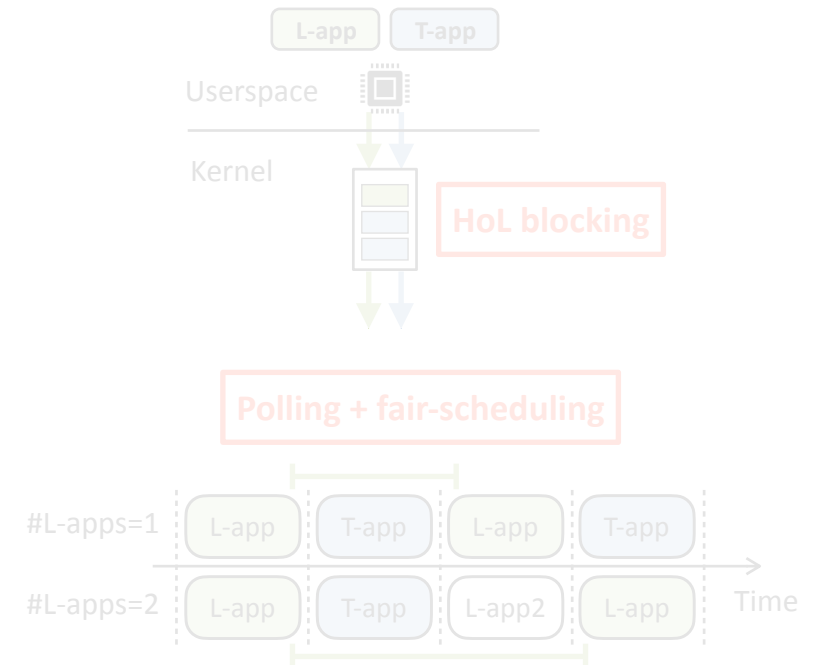 L-app T-app
Userspace
Kernel
HoL blocking
Polling + fair-scheduling
#L-apps=1 L-app T-app L-app T-app
Time
#L-apps=2 L-app T-app L-app2 L-app